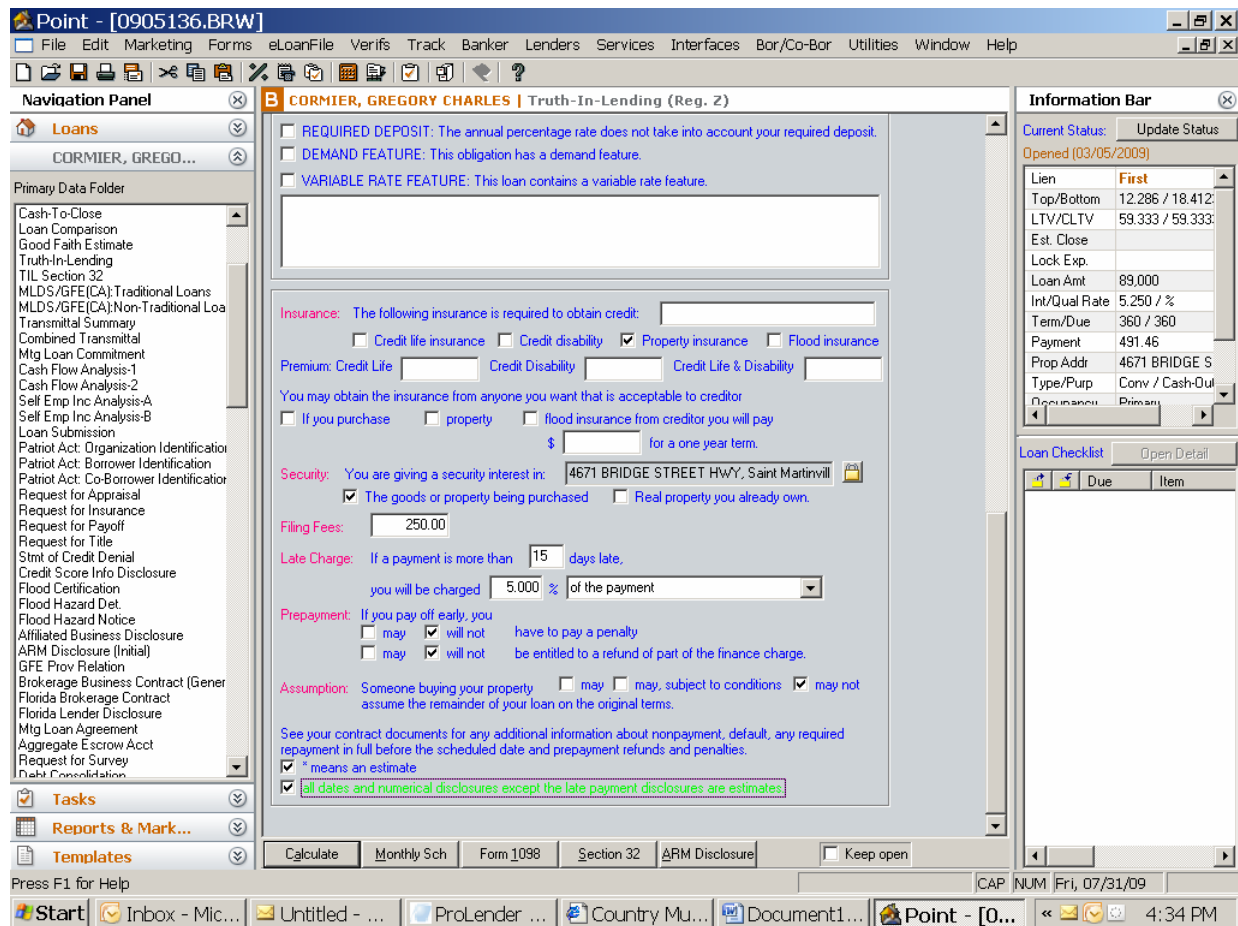 Point - [0905136.BRW]
File Edit Marketing Forms eLoanFile Verifs Track Banker Lenders Services Interfaces Bor/Co-Bor Utilities Window Help
Navigation Panel
Loans
CORMIER, GREGO...
Primary Data Folder
Cash-To-Close
Loan Comparison
Good Faith Estimate
Truth-In-Lending
TIL Section 32
MLDS/GFE(CA):Traditional Loans
MLDS/GFE(CA):Non-Traditional Loa
Transmittal Summary
Combined Transmittal
Mtg Loan Commitment
Cash Flow Analysis-1
Cash Flow Analysis-2
Self Emp Inc Analysis-A
Self Emp Inc Analysis-B
Loan Submission
Patriot Act: Organization Identification
Patriot Act: Borrower Identification
Patriot Act: Co-Borrower Identification
Request for Appraisal
Request for Insurance
Request for Payoff
Request for Title
Stmt of Credit Denial
Credit Score Info Disclosure
Flood Certification
Flood Hazard Det.
Flood Hazard Notice
Affiliated Business Disclosure
ARM Disclosure (Initial)
GFE Prov Relation
Brokerage Business Contract (Gener
Florida Brokerage Contract
Florida Lender Disclosure
Mtg Loan Agreement
Aggregate Escrow Acct
Request for Survey
Debt Consolidation
Tasks
Reports & Mark...
Templates
B CORMIER, GREGORY CHARLES | Truth-In-Lending (Reg. Z)
REQUIRED DEPOSIT: The annual percentage rate does not take into account your required deposit.
DEMAND FEATURE: This obligation has a demand feature.
VARIABLE RATE FEATURE: This loan contains a variable rate feature.
Insurance: The following insurance is required to obtain credit:
Credit life insurance Credit disability Property insurance Flood insurance
Premium: Credit Life Credit Disability Credit Life & Disability
You may obtain the insurance from anyone you want that is acceptable to creditor
If you purchase property flood insurance from creditor you will pay
$ for a one year term.
Security: You are giving a security interest in: 4671 BRIDGE STREET HWY, Saint Martinvill
The goods or property being purchased Real property you already own.
Filing Fees: 250.00
Late Charge: If a payment is more than 15 days late,
you will be charged 5.000 % of the payment
Prepayment: If you pay off early, you
may will not have to pay a penalty
may will not be entitled to a refund of part of the finance charge.
Assumption: Someone buying your property may may, subject to conditions may not
assume the remainder of your loan on the original terms.
See your contract documents for any additional information about nonpayment, default, any required
repayment in full before the scheduled date and prepayment refunds and penalties.
* means an estimate
all dates and numerical disclosures except the late payment disclosures are estimates.
Calculate Monthly Sch Form 1098 Section 32 ARM Disclosure Keep open
Information Bar
Current Status: Update Status
Opened (03/05/2009)
Lien First
Top/Bottom 12.286 / 18.412
LTV/CLTV 59.333 / 59.333
Est. Close
Lock Exp.
Loan Amt 89,000
Int/Qual Rate 5.250 / %
Term/Due 360 / 360
Payment 491.46
Prop Addr 4671 BRIDGE S
Type/Purp Conv / Cash-Out
Occupancy Primary
Loan Checklist Open Detail
Due Item
Press F1 for Help
CAP NUM Fri, 07/31/09
Start Inbox - Mic... Untitled - ... ProLender ... Country Mu... Document1... Point - [0... « 4:34 PM